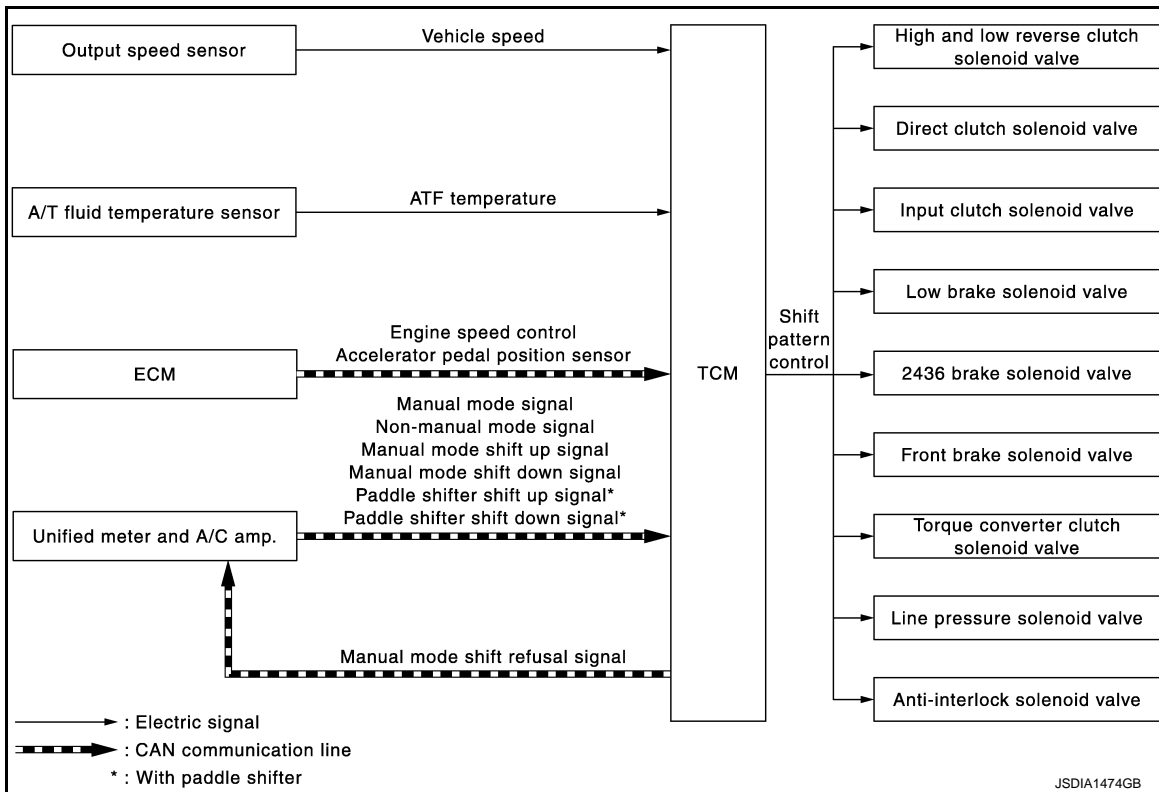 Output speed sensor
Vehicle speed
A/T fluid temperature sensor
ATF temperature
ECM
Engine speed control
Accelerator pedal position sensor
Unified meter and A/C amp.
Manual mode signal
Non-manual mode signal
Manual mode shift up signal
Manual mode shift down signal
Paddle shifter shift up signal*
Paddle shifter shift down signal*
Manual mode shift refusal signal
TCM
Shift
pattern
control
High and low reverse clutch
solenoid valve
Direct clutch solenoid valve
Input clutch solenoid valve
Low brake solenoid valve
2436 brake solenoid valve
Front brake solenoid valve
Torque converter clutch
solenoid valve
Line pressure solenoid valve
Anti-interlock solenoid valve
: Electric signal
: CAN communication line
* : With paddle shifter
JSDIA1474GB